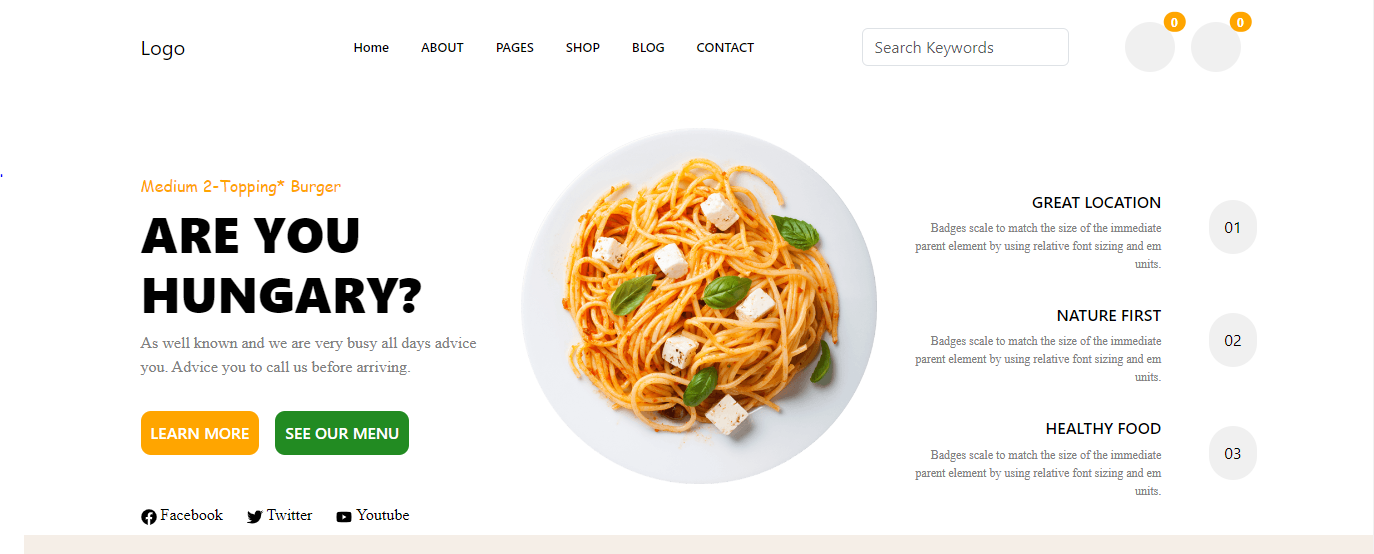 Logo
Home ABOUT PAGES SHOP BLOG CONTACT
Search Keywords
0
0
Medium 2-Topping* Burger
ARE YOU
HUNGARY?
As well known and we are very busy all days advice
you. Advice you to call us before arriving.
LEARN MORE
SEE OUR MENU
Facebook Twitter Youtube
GREAT LOCATION
Badges scale to match the size of the immediate
parent element by using relative font sizing and em
units.
01
NATURE FIRST
Badges scale to match the size of the immediate
parent element by using relative font sizing and em
units.
02
HEALTHY FOOD
Badges scale to match the size of the immediate
parent element by using relative font sizing and em
units.
03